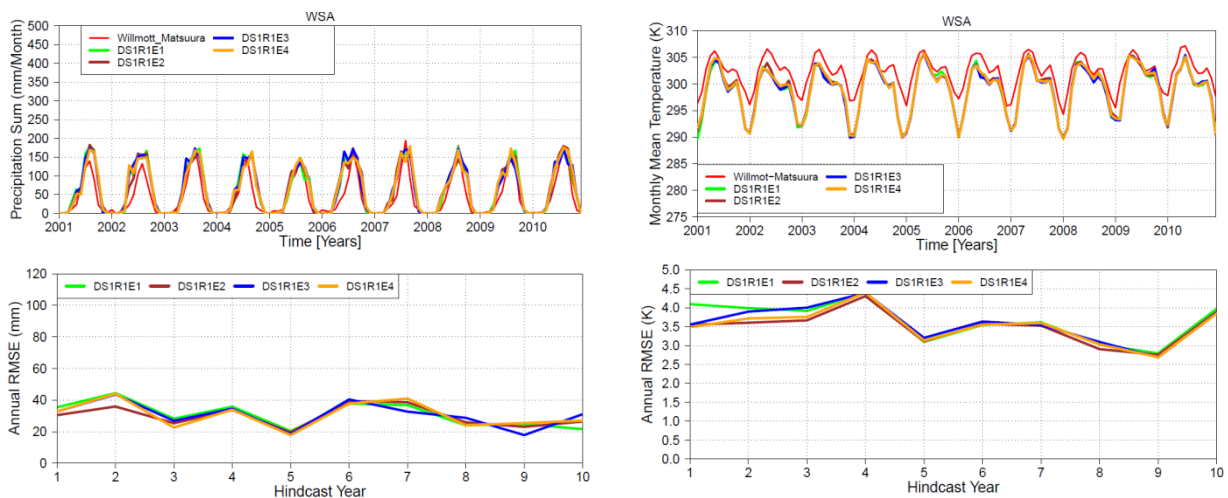 WSA
Precipitation Sum (mm/Month)
500
450
400
350
300
250
200
150
100
50
0
Willmott_Matsuura
DS1R1E1
DS1R1E2
DS1R1E3
DS1R1E4
2001 2002 2003 2004 2005 2006 2007 2008 2009 2010
Time [Years]
WSA
Monthly Mean Temperature (K)
310
305
300
295
290
285
280
275
Willmot-Matsuura
DS1R1E1
DS1R1E2
DS1R1E3
DS1R1E4
2001 2002 2003 2004 2005 2006 2007 2008 2009 2010
Time [Years]
Annual RMSE (mm)
120
100
80
60
40
20
0
DS1R1E1 DS1R1E2 DS1R1E3 DS1R1E4
1 2 3 4 5 6 7 8 9 10
Hindcast Year
Annual RMSE (K)
5.0
4.5
4.0
3.5
3.0
2.5
2.0
1.5
1.0
0.5
0.0
DS1R1E1 DS1R1E2 DS1R1E3 DS1R1E4
1 2 3 4 5 6 7 8 9 10
Hindcast Year